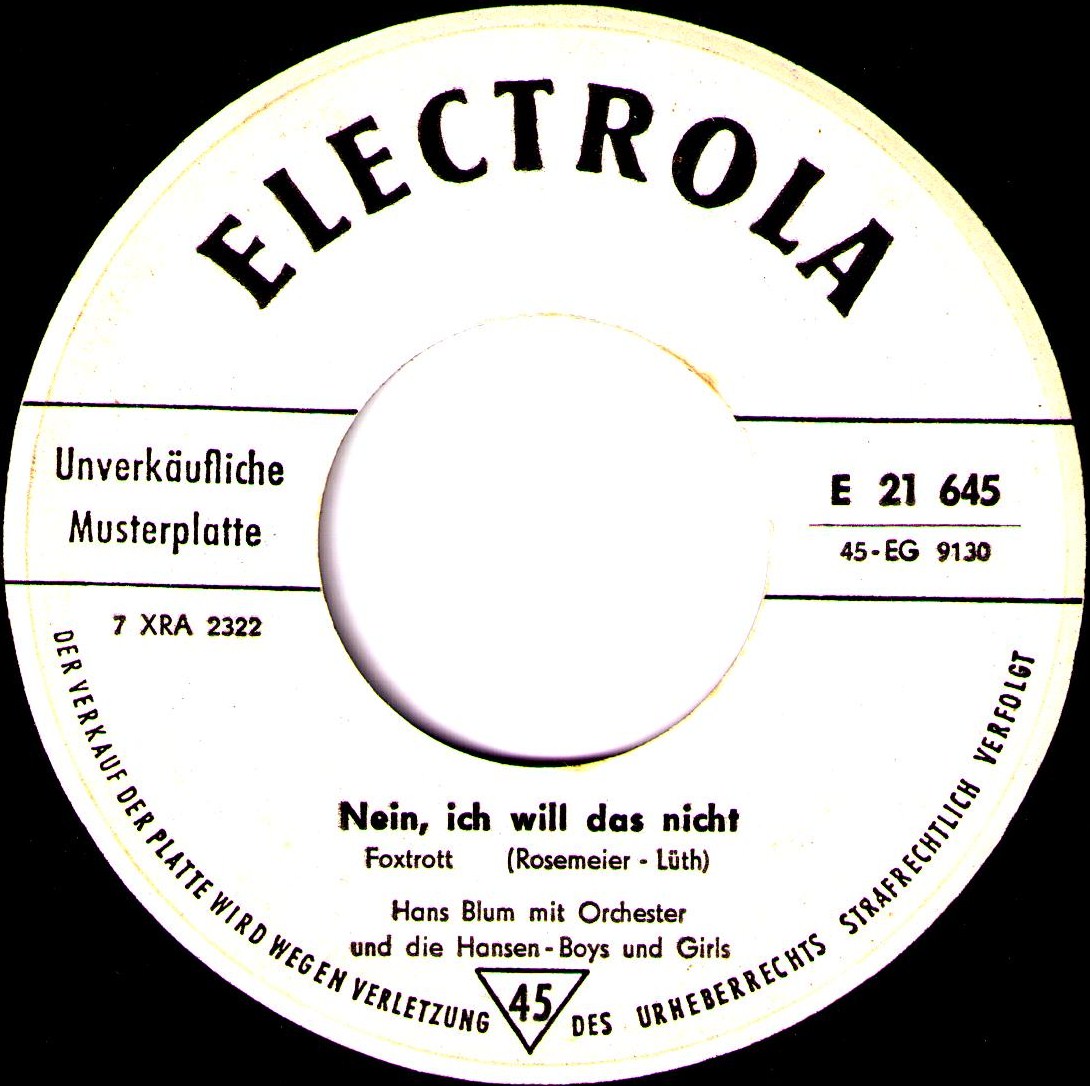 ELECTROLA
Unverkäufliche
Musterplatte
E 21 645
45-EG 9130
7 XRA 2322
Nein, ich will das nicht
Foxtrott (Rosemeier - Lüth)
Hans Blum mit Orchester
und die Hansen-Boys und Girls
45
DER VERKAUF DER PLATTE WIRD WEGEN VERLETZUNG DES URHEBERRECHTS STRAFRECHTLICH VERFOLGT